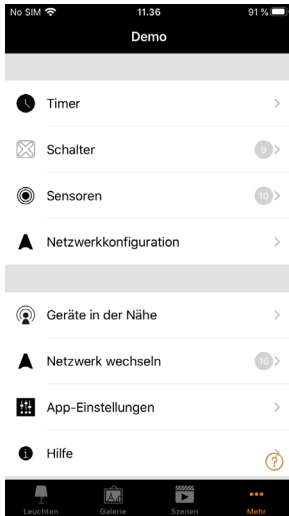 No SIM 11.36 91 %
Demo
Timer
Schalter 9
Sensoren 10
Netzwerkkonfiguration
Geräte in der Nähe
Netzwerk wechseln 10
App-Einstellungen
Hilfe
?
Leuchten Galerie Szenen Mehr